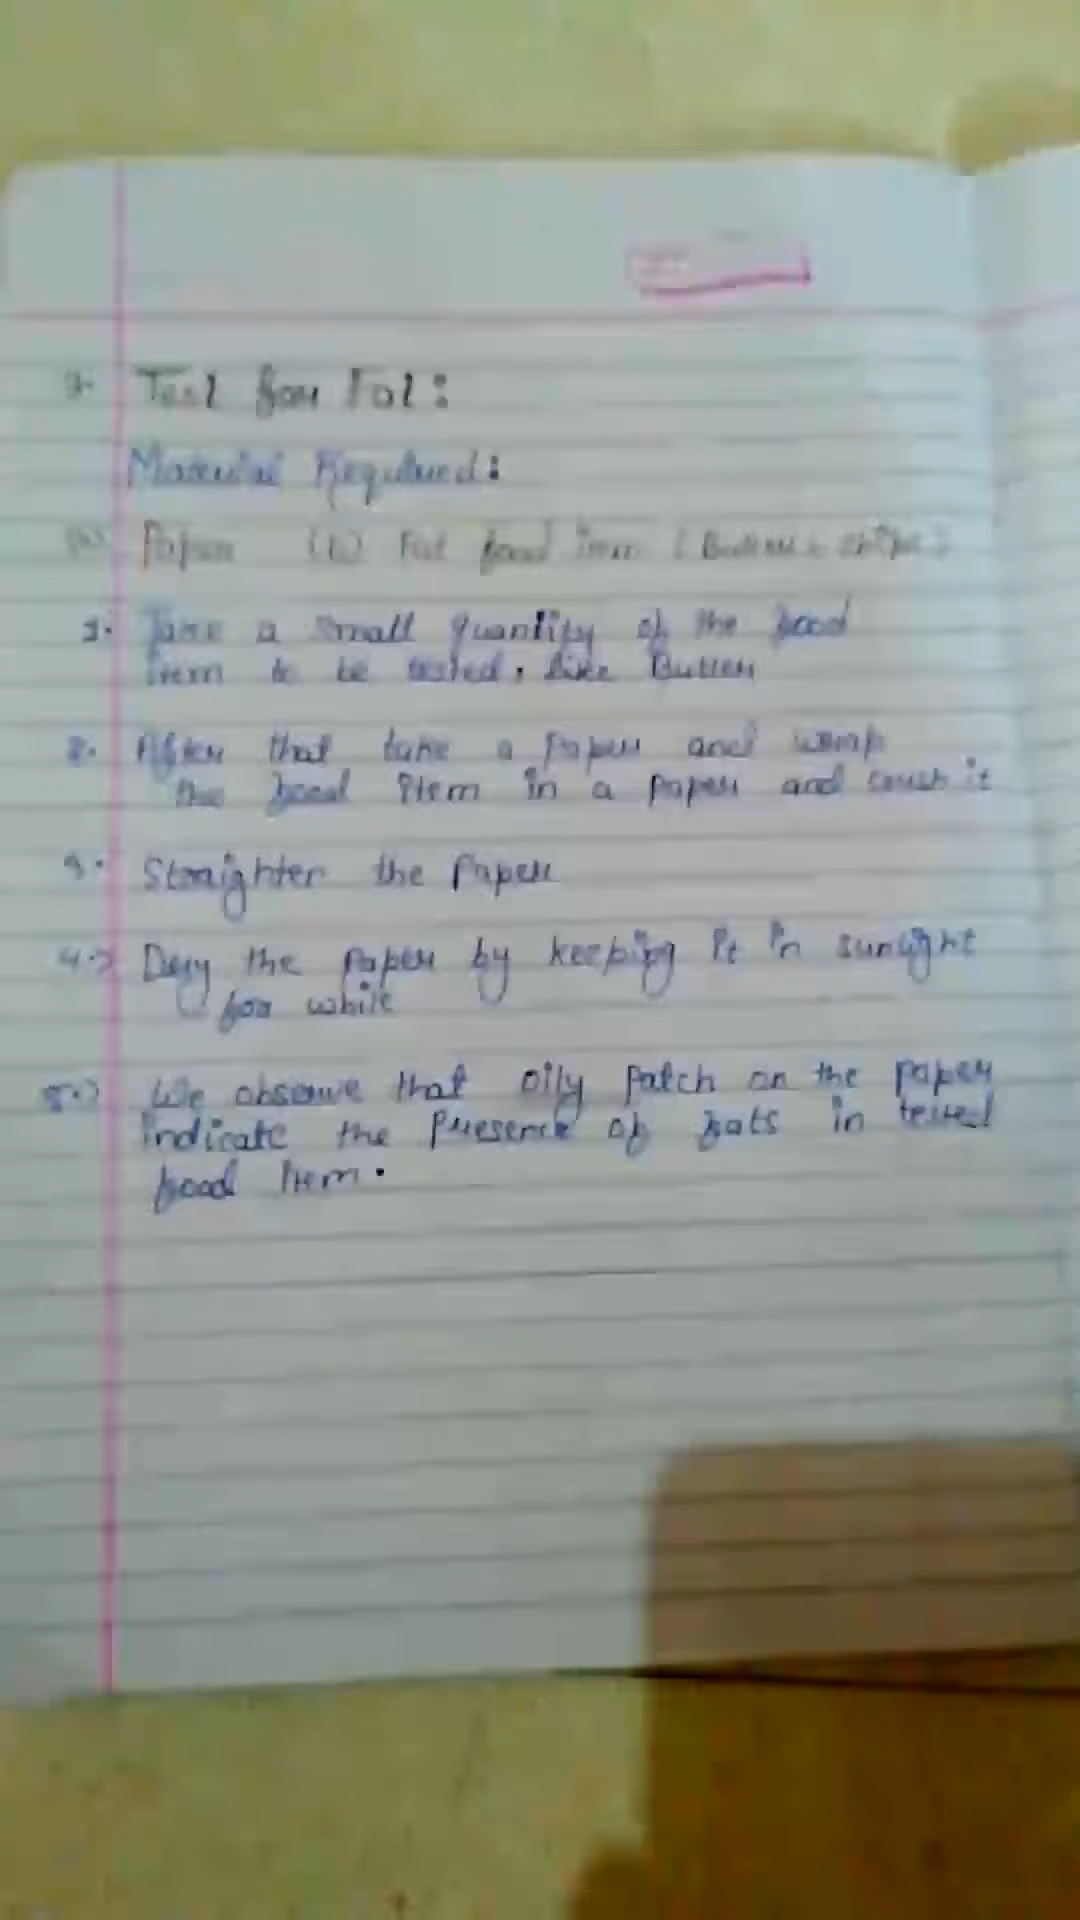 Test for Fat:
Material Required:
(a) Paper (b) Fat food item (Butter, chips)
1. Take a small quantity of the food
item to be tested, like Butter
2. After that take a paper and wrap
the food item in a paper and crush it
3. Straighter the Paper
4.> Dry the paper by keeping it in sunlight
for while
5.> We observe that oily patch on the paper
indicate the Presence of fats in tested
food Item.